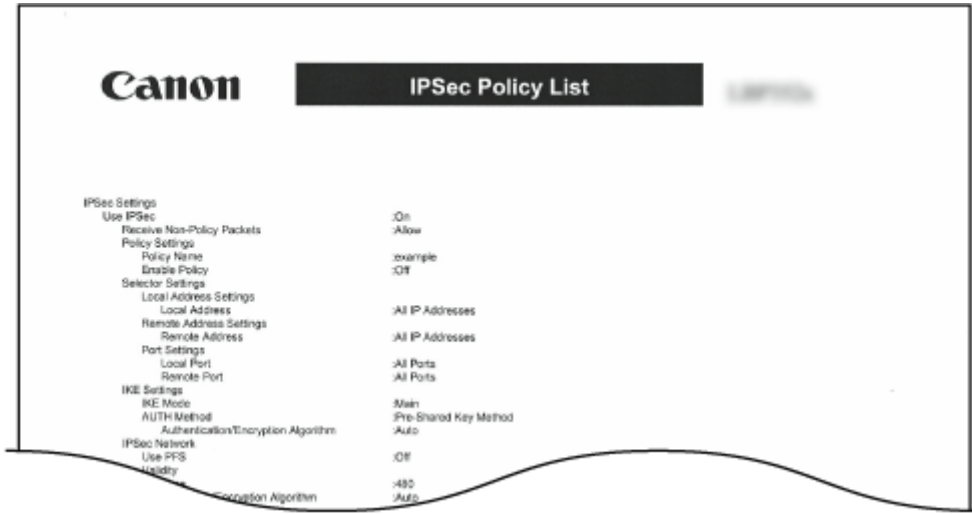 Canon
IPSec Policy List
IPSec Settings
Use IPSec :On
Receive Non-Policy Packets :Allow
Policy Settings
Policy Name :example
Enable Policy :Off
Selector Settings
Local Address Settings
Local Address :All IP Addresses
Remote Address Settings
Remote Address :All IP Addresses
Port Settings
Local Port :All Ports
Remote Port :All Ports
IKE Settings
IKE Mode :Main
AUTH Method :Pre-Shared Key Method
Authentication/Encryption Algorithm :Auto
IPSec Network
Use PFS :Off
Validity
:480
/Encryption Algorithm :Auto